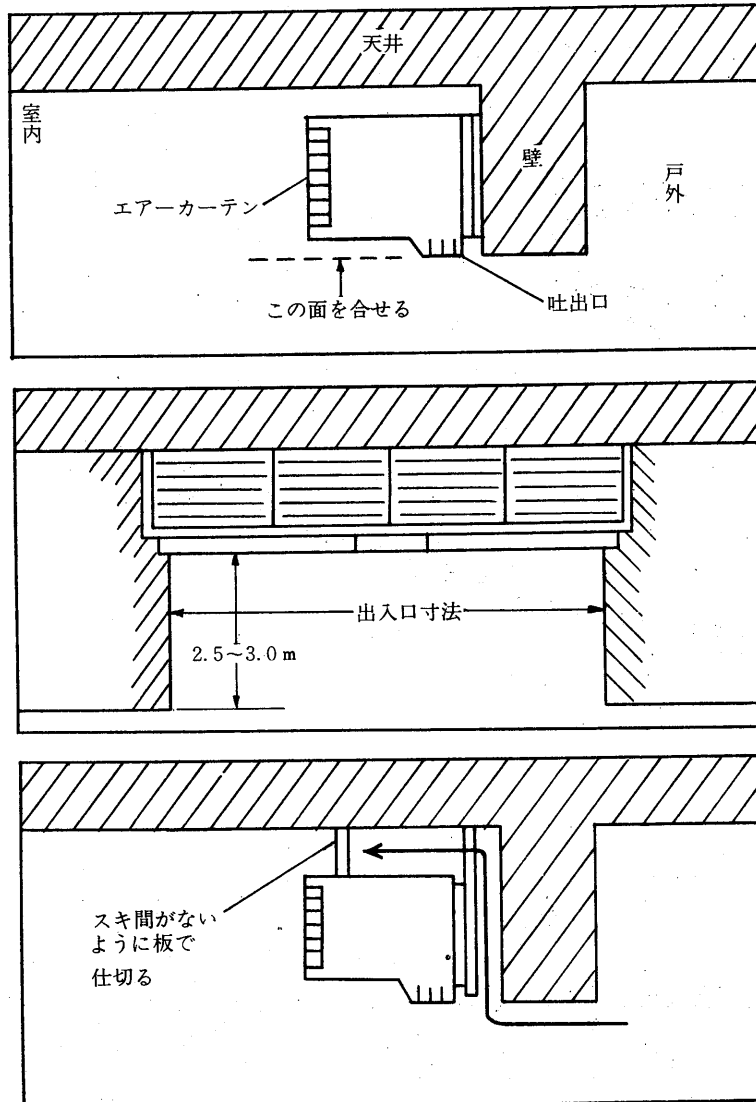 天井
室内
壁
戸外
エアーカーテン
この面を合せる
吐出口
出入口寸法
2.5~3.0m
スキ間がない
ように板で
仕切る